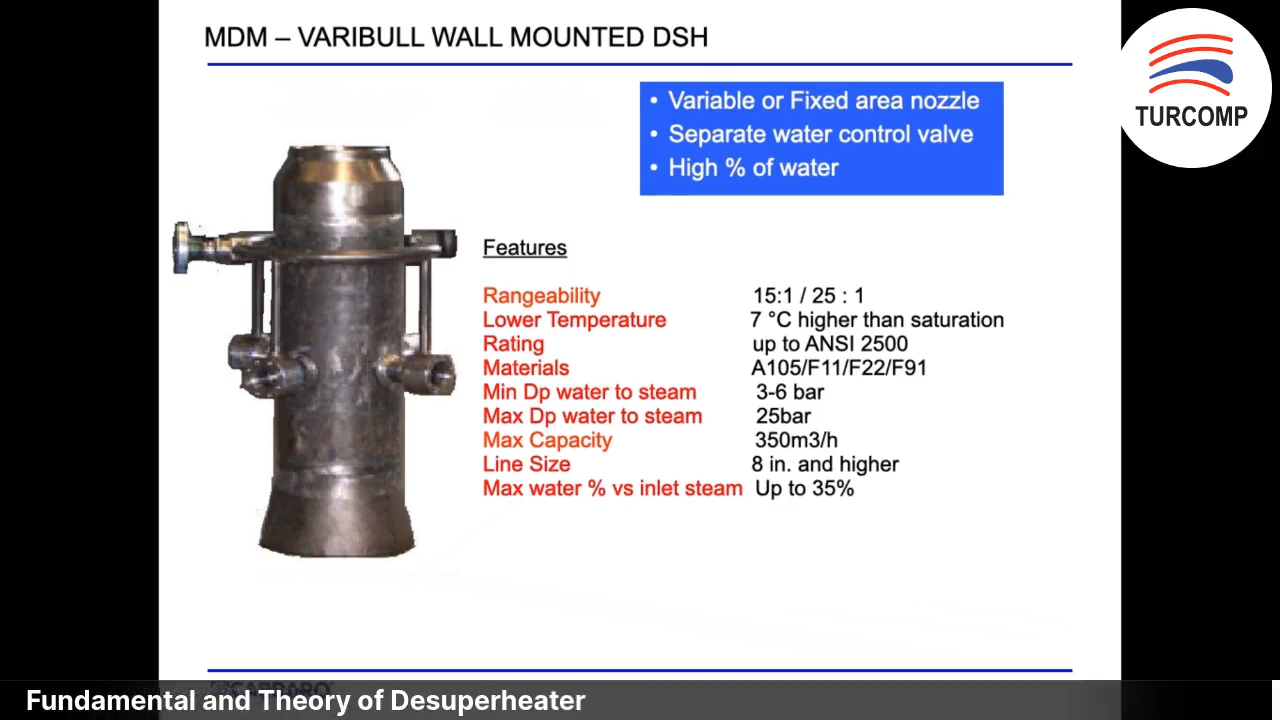 MDM – VARIBULL WALL MOUNTED DSH
TURCOMP
• Variable or Fixed area nozzle
• Separate water control valve
• High % of water
Features
Rangeability 15:1 / 25 : 1
Lower Temperature 7 °C higher than saturation
Rating up to ANSI 2500
Materials A105/F11/F22/F91
Min Dp water to steam 3-6 bar
Max Dp water to steam 25bar
Max Capacity 350m3/h
Line Size 8 in. and higher
Max water % vs inlet steam Up to 35%
Fundamental and Theory of Desuperheater